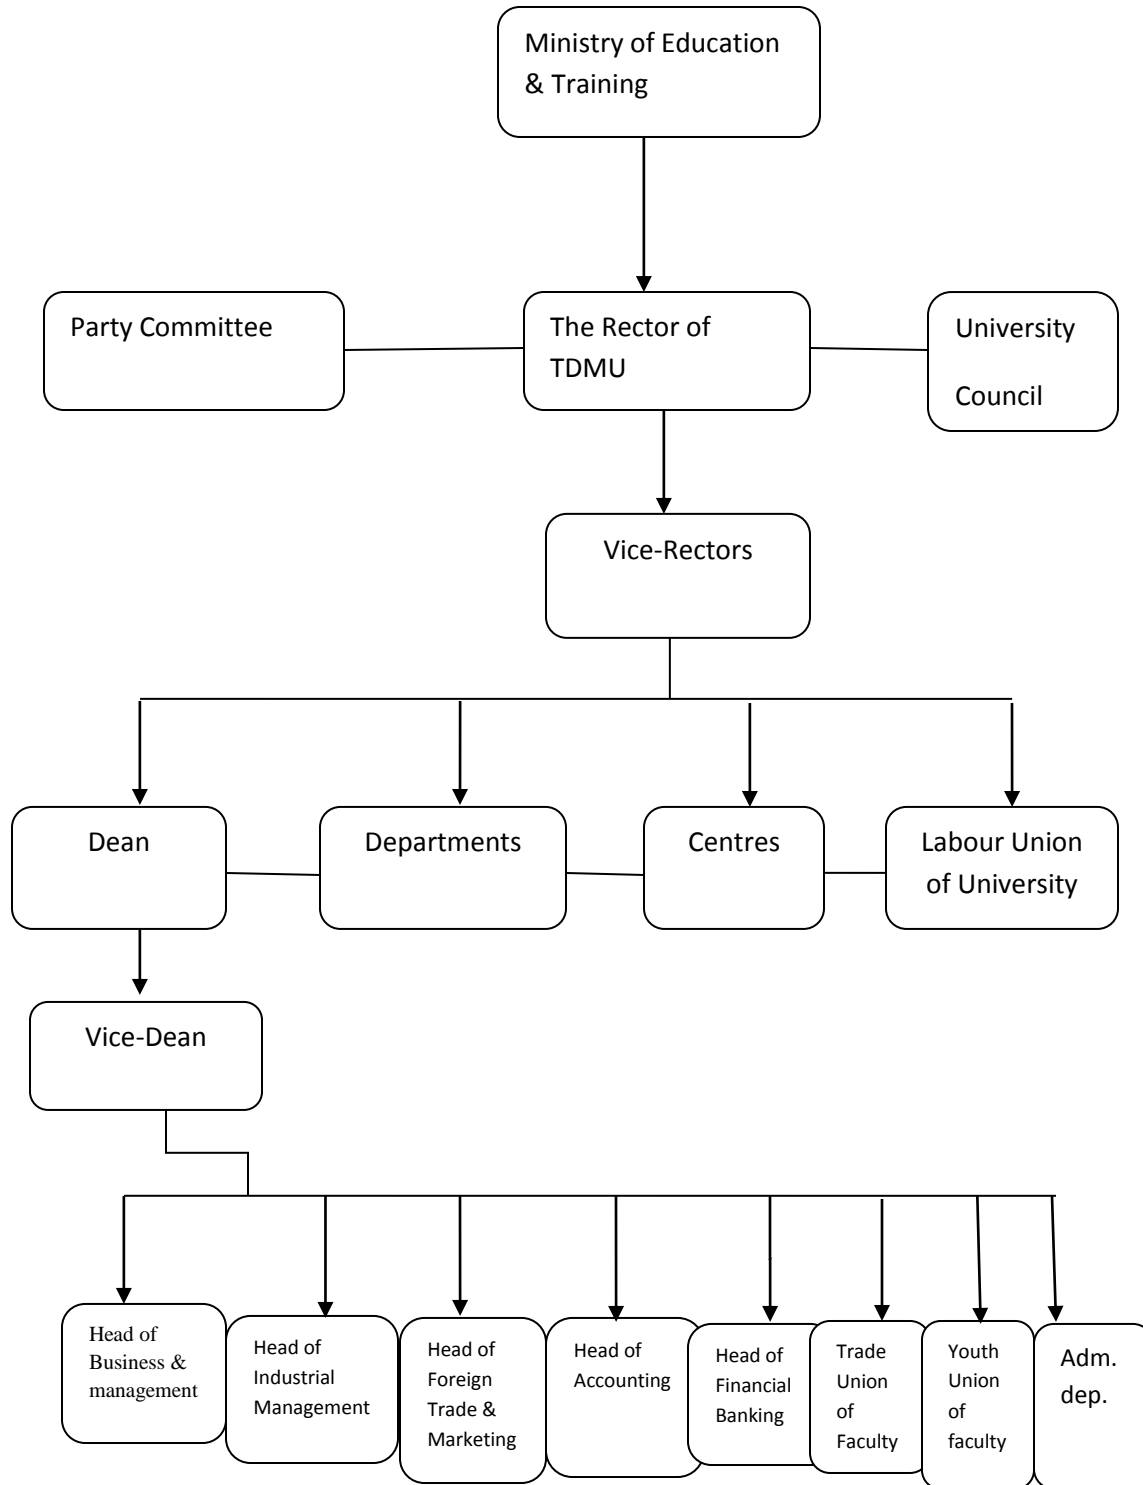 Ministry of Education
& Training
Party Committee
The Rector of
TDMU
University
Council
Vice-Rectors
Dean
Departments
Centres
Labour Union
of University
Vice-Dean
Head of
Business &
management
Head of
Industrial
Management
Head of
Foreign
Trade &
Marketing
Head of
Accounting
Head of
Financial
Banking
Trade
Union
of
Faculty
Youth
Union
of
faculty
Adm.
dep.